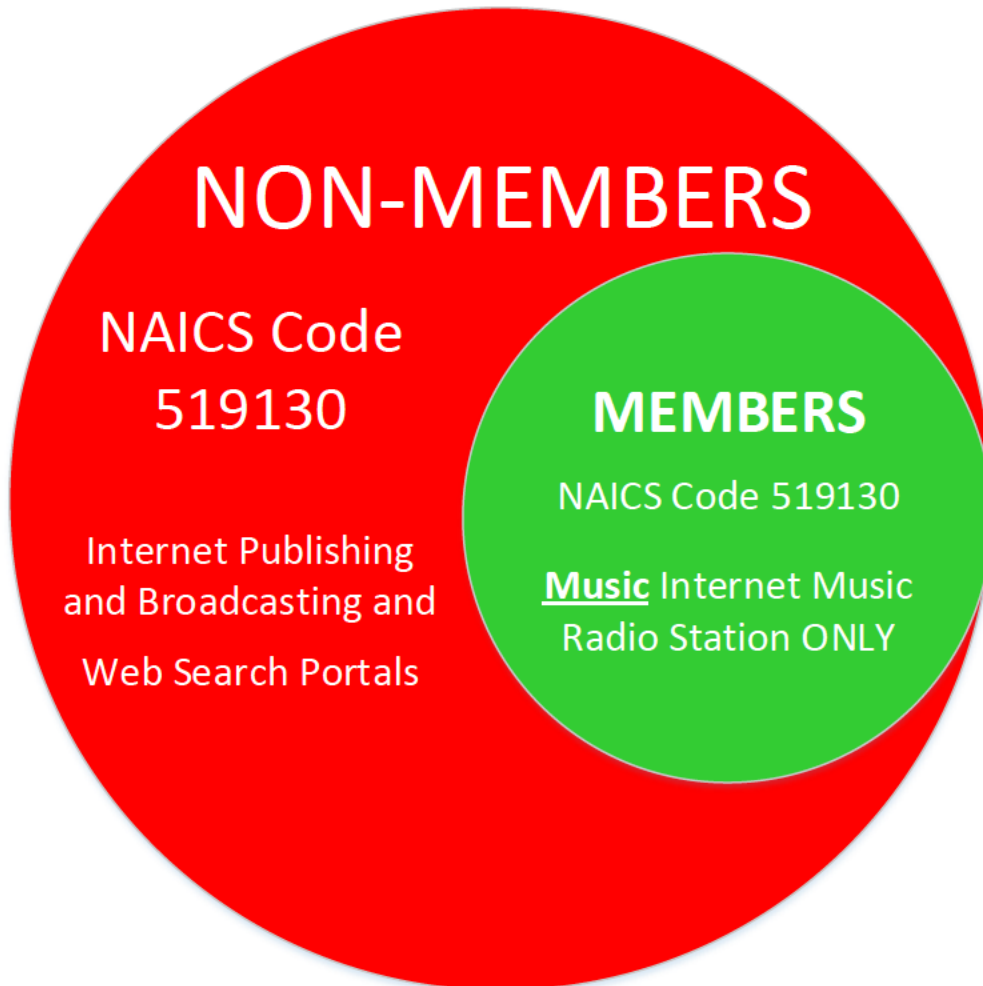 NON-MEMBERS
NAICS Code
519130
Internet Publishing
and Broadcasting and
Web Search Portals
MEMBERS
NAICS Code 519130
Music Internet Music
Radio Station ONLY